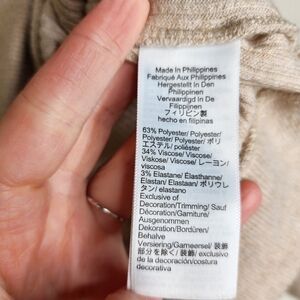 Made In Philippines
Fabriqué Aux Philippines
Hergestellt In Den
Philippinen
Vervaardigd In De
Filippijnen
フィリピン製
hecho en filipinas
63% Polyester/ Polyester/
Polyester/ Polyester/ ポリ
エステル/ poliéster
34% Viscose/ Viscose/
Viskose/ Viscose/ レーヨン/
viscosa
3% Elastane/ Élasthanne/
Elastan/ Elastaan/ ポリウレ
タン/ elastano
Exclusive of
Decoration/Trimming/ Sauf
Décoration/Garniture/
Ausgenommen
Dekoration/Bordüren/
Behalve
Versiering/Garneersel/ 装飾
部分を除く/ 装飾/ exclusivo
de la decoración/costura
decorativa